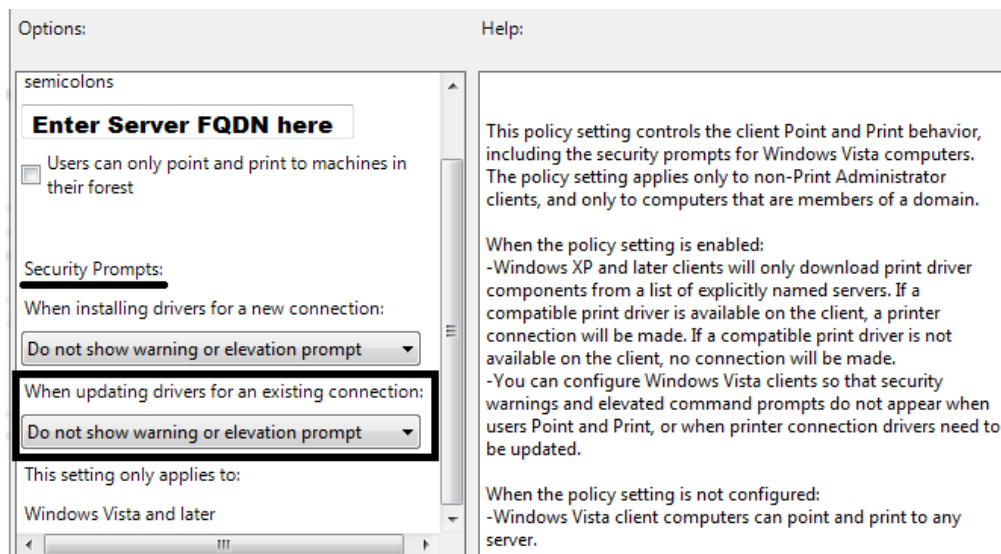 Options:
semicolons
Enter Server FQDN here
Users can only point and print to machines in
their forest
Security Prompts:
When installing drivers for a new connection:
Do not show warning or elevation prompt
When updating drivers for an existing connection:
Do not show warning or elevation prompt
This setting only applies to:
Windows Vista and later
Help:
This policy setting controls the client Point and Print behavior,
including the security prompts for Windows Vista computers.
The policy setting applies only to non-Print Administrator
clients, and only to computers that are members of a domain.
When the policy setting is enabled:
-Windows XP and later clients will only download print driver
components from a list of explicitly named servers. If a
compatible print driver is available on the client, a printer
connection will be made. If a compatible print driver is not
available on the client, no connection will be made.
-You can configure Windows Vista clients so that security
warnings and elevated command prompts do not appear when
users Point and Print, or when printer connection drivers need to
be updated.
When the policy setting is not configured:
-Windows Vista client computers can point and print to any
server.